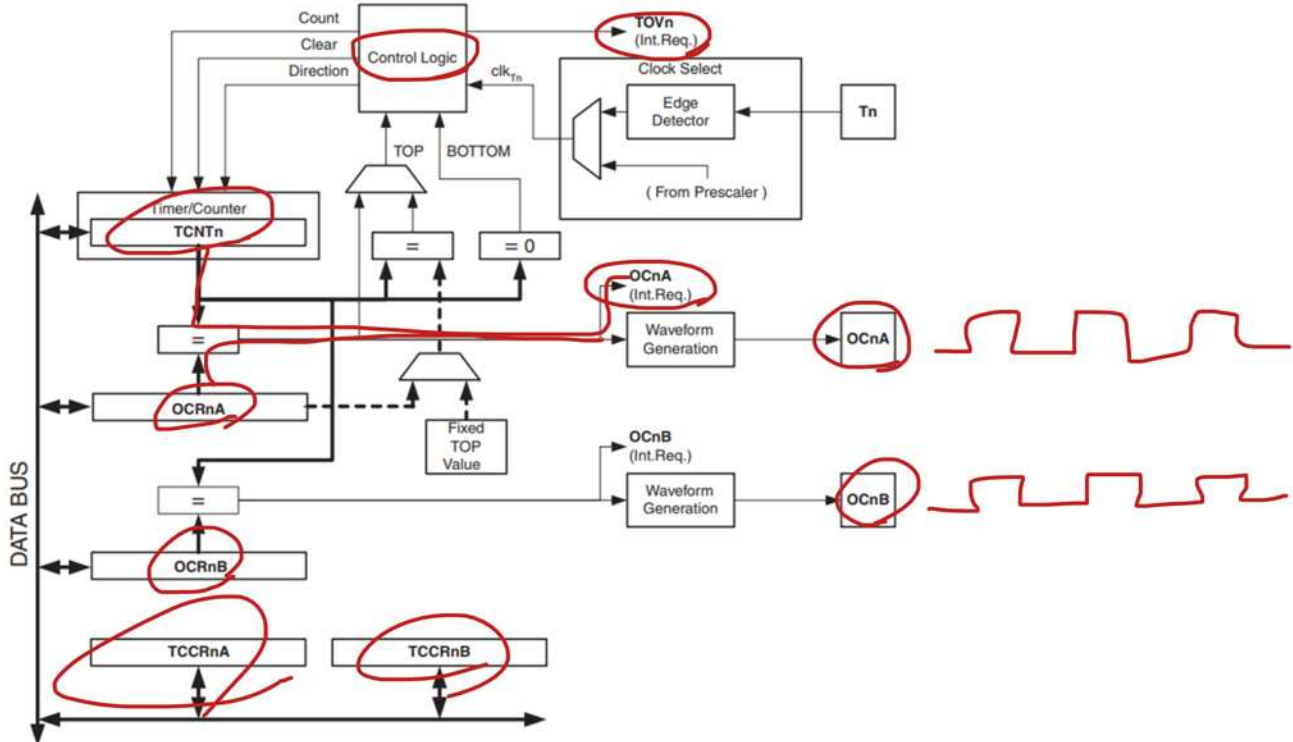 Count
TOVn
(Int.Req.)
Clear
Control Logic
Clock Select
Direction
clkTn
Edge
Detector
Tn
TOP
BOTTOM
( From Prescaler )
Timer/Counter
TCNTn
=
= 0
OCnA
(Int.Req.)
=
Waveform
Generation
OCnA
OCRnA
Fixed
TOP
Value
OCnB
(Int.Req.)
=
Waveform
Generation
OCnB
DATA BUS
OCRnB
TCCRnA
TCCRnB